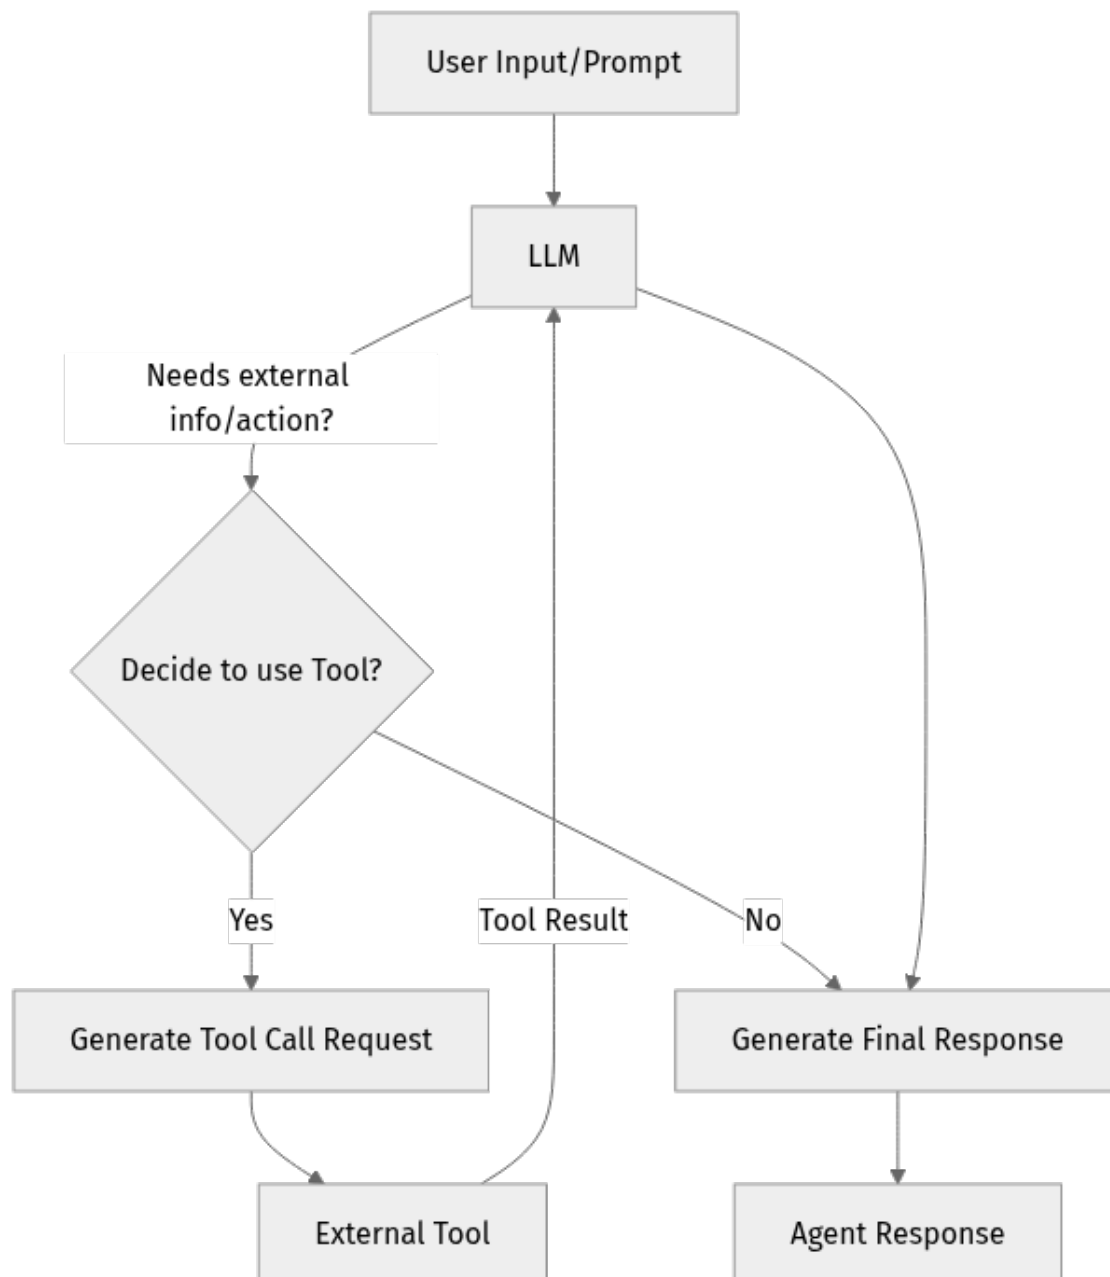 User Input/Prompt
LLM
Needs external
info/action?
Decide to use Tool?
Yes
Tool Result
No
Generate Tool Call Request
Generate Final Response
External Tool
Agent Response